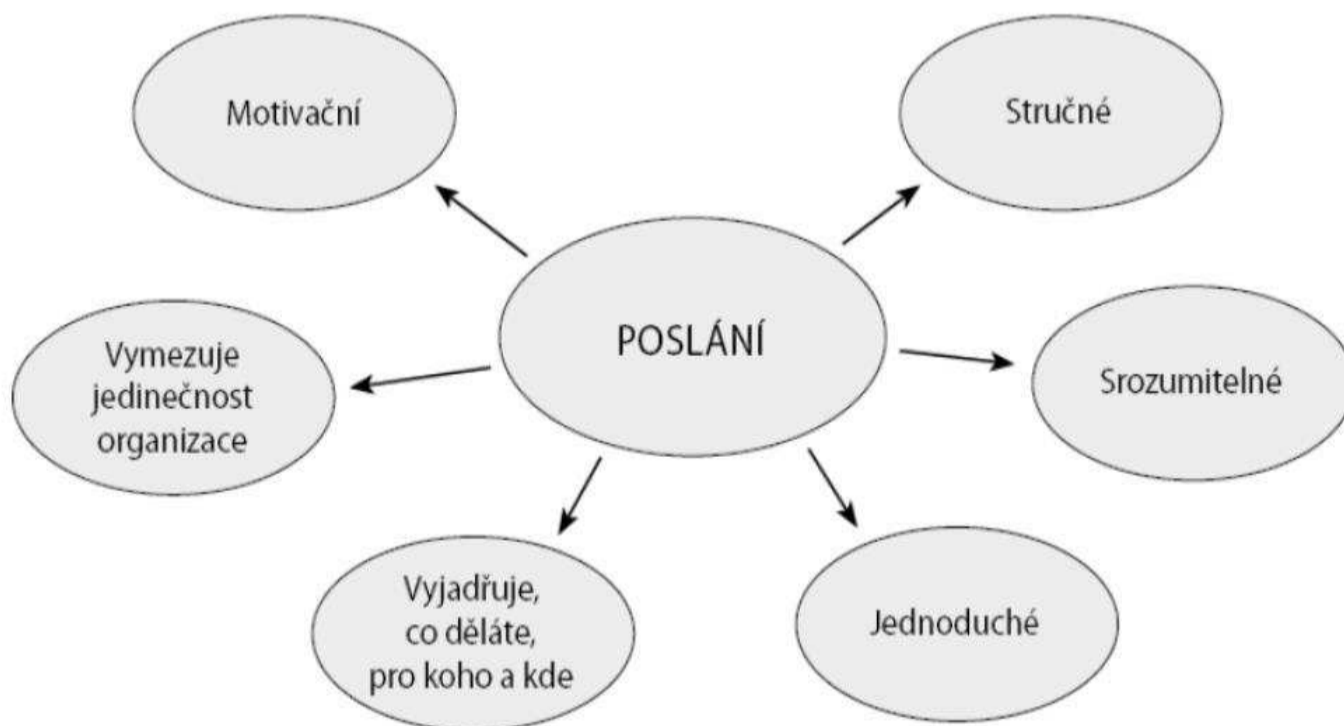 Motivační
Stručné
POSLÁNÍ
Vymezuje
jedinečnost
organizace
Srozumitelné
Vyjadřuje,
co děláte,
pro koho a kde
Jednoduché